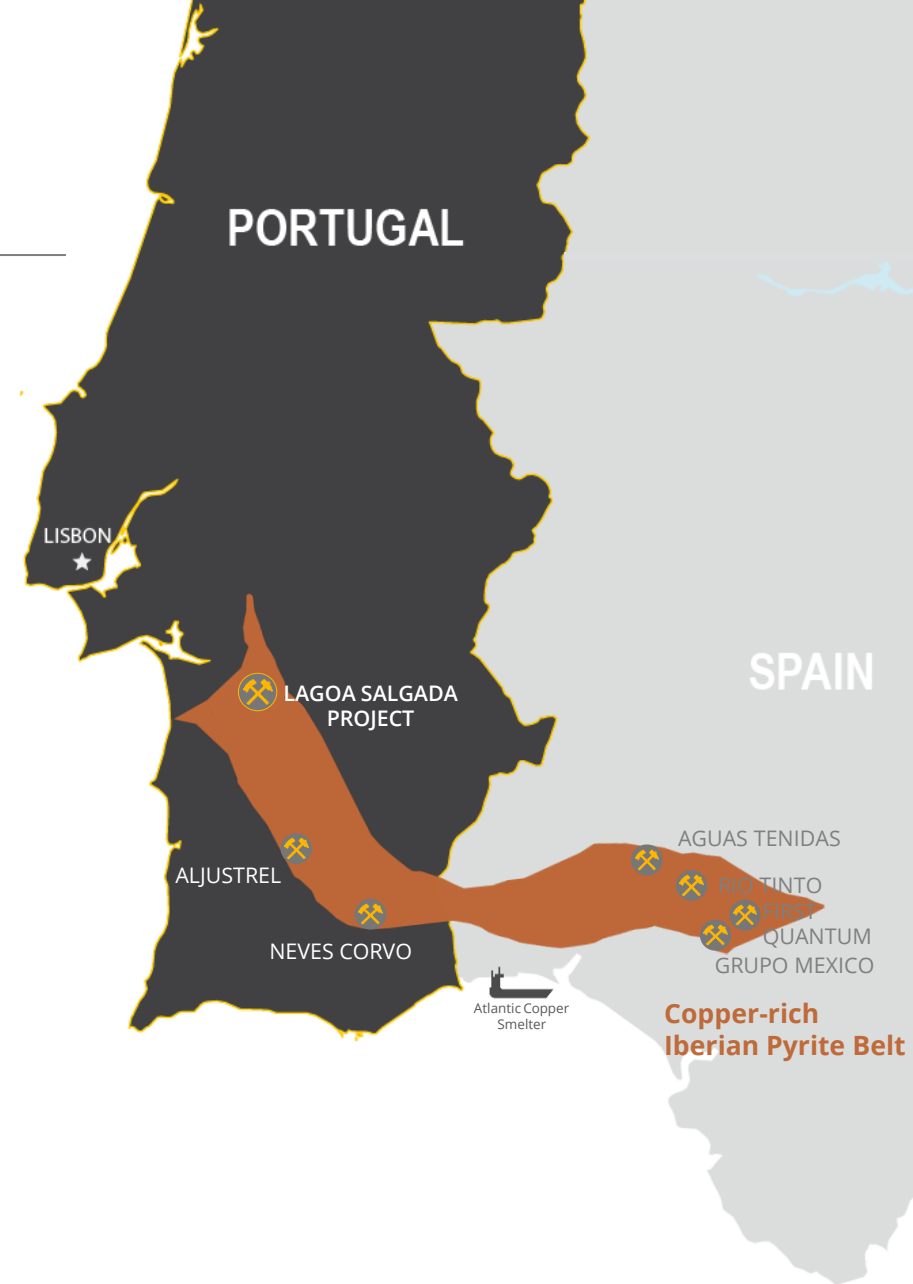 PORTUGAL
LISBON
SPAIN
LAGOA SALGADA
PROJECT
AGUAS TENIDAS
ALJUSTREL
RIO TINTO
FIRST
QUANTUM
NEVES CORVO
GRUPO MEXICO
Atlantic Copper
Smelter
Copper-rich
Iberian Pyrite Belt